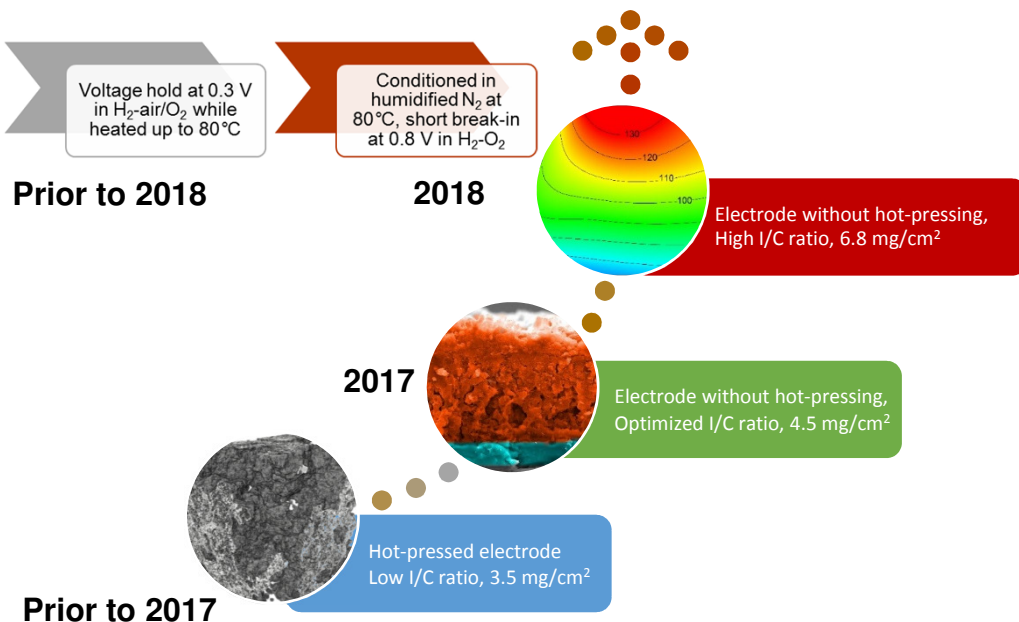 Voltage hold at 0.3 V
in H₂-air/O₂ while
heated up to 80°C
Prior to 2018
Conditioned in
humidified N₂ at
80°C, short break-in
at 0.8 V in H₂-O₂
2018
130
120
110
100
Electrode without hot-pressing,
High I/C ratio, 6.8 mg/cm²
2017
Electrode without hot-pressing,
Optimized I/C ratio, 4.5 mg/cm²
Hot-pressed electrode
Low I/C ratio, 3.5 mg/cm²
Prior to 2017